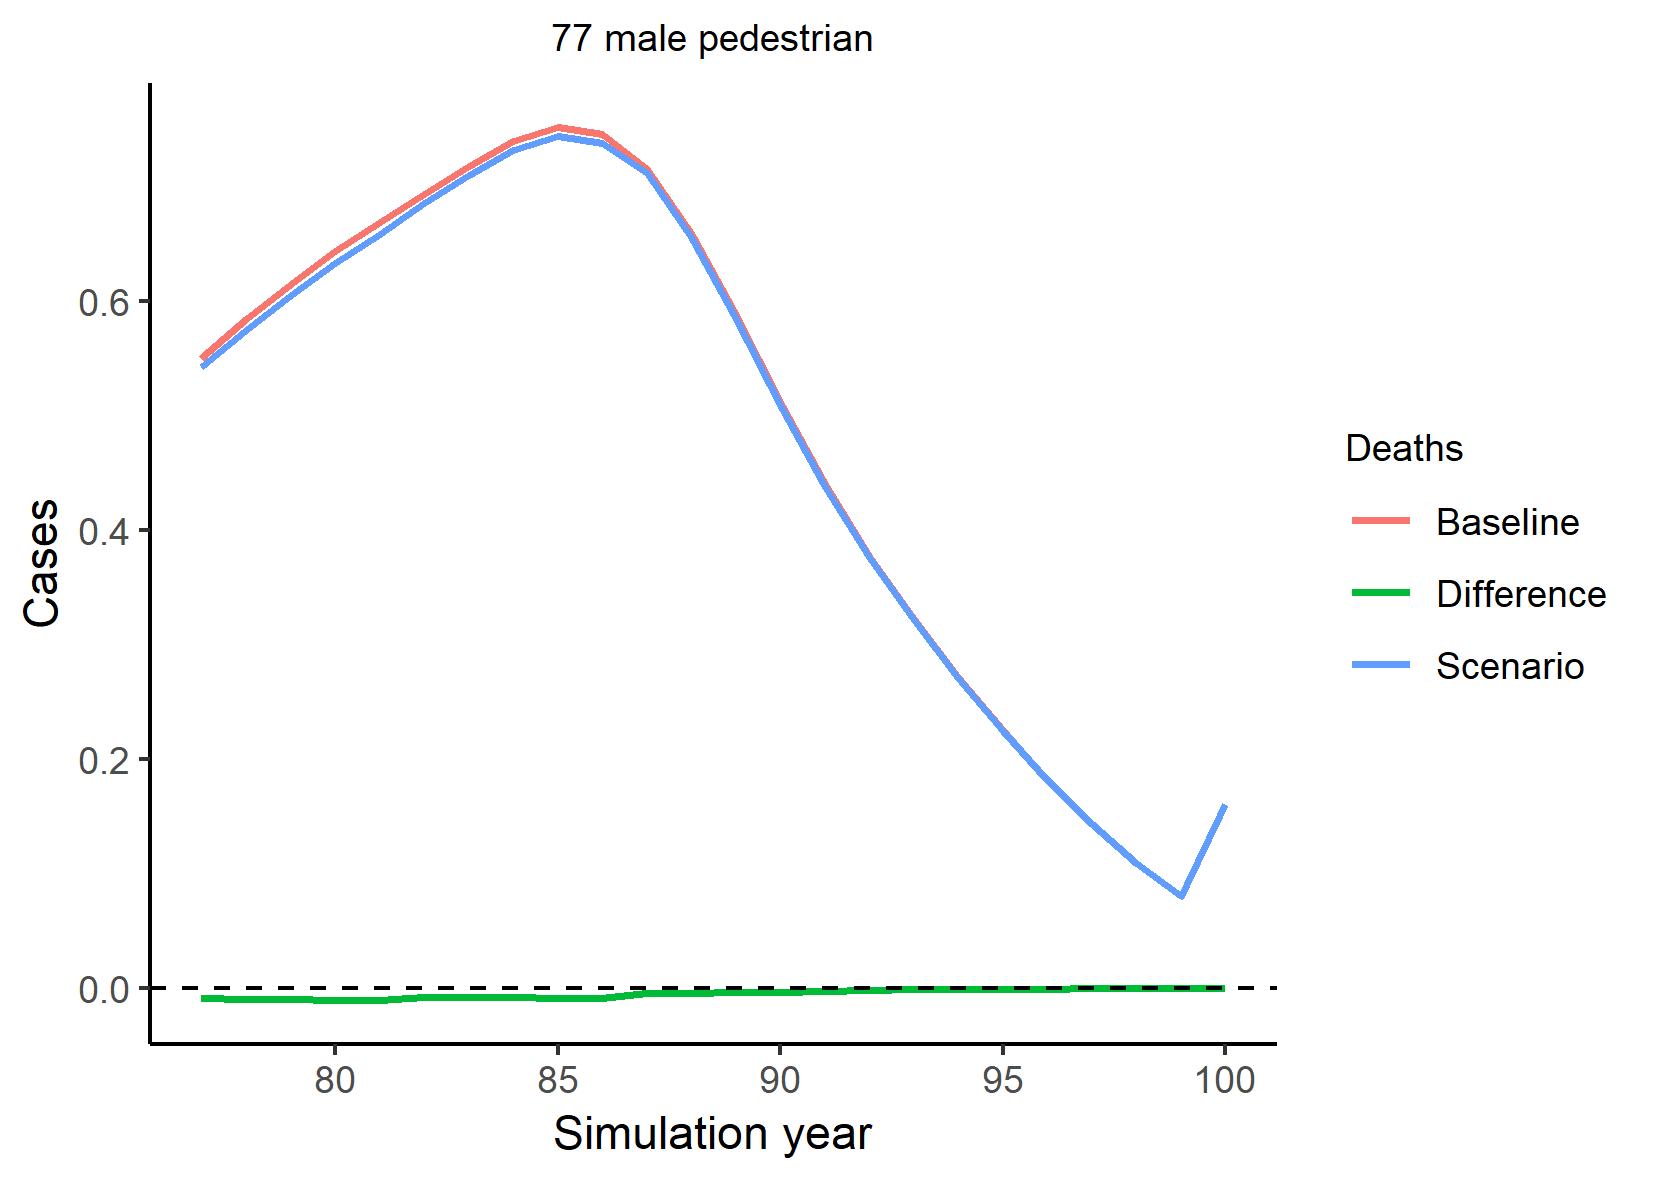 77 male pedestrian
Cases
0.6
0.4
0.2
0.0
80 85 90 95 100
Simulation year
Deaths
Baseline
Difference
Scenario